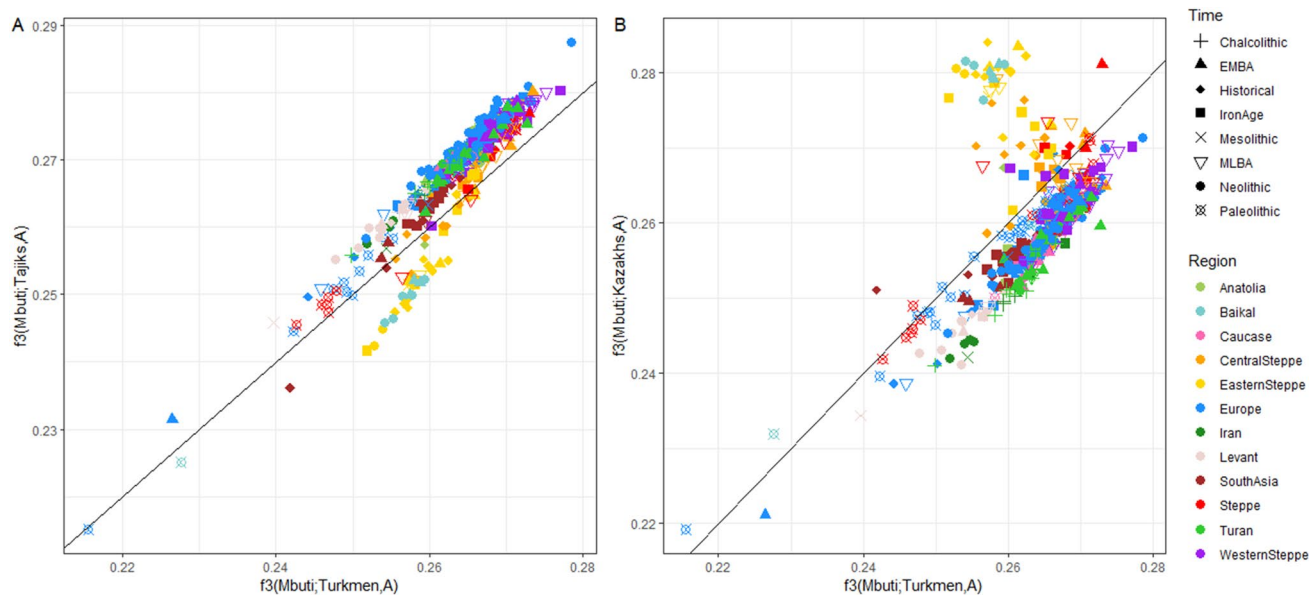 A
0.29
0.27
0.25
0.23
f3(Mbuti;Tajiks,A)
0.22
0.24
0.26
0.28
f3(Mbuti;Turkmen,A)
B
0.28
0.26
0.24
0.22
f3(Mbuti;Kazakhs,A)
0.22
0.24
0.26
0.28
f3(Mbuti;Turkmen,A)
Time
Chalcolithic
EMBA
Historical
IronAge
Mesolithic
MLBA
Neolithic
Paleolithic
Region
Anatolia
Baikal
Caucase
CentralSteppe
EasternSteppe
Europe
Iran
Levant
SouthAsia
Steppe
Turan
WesternSteppe